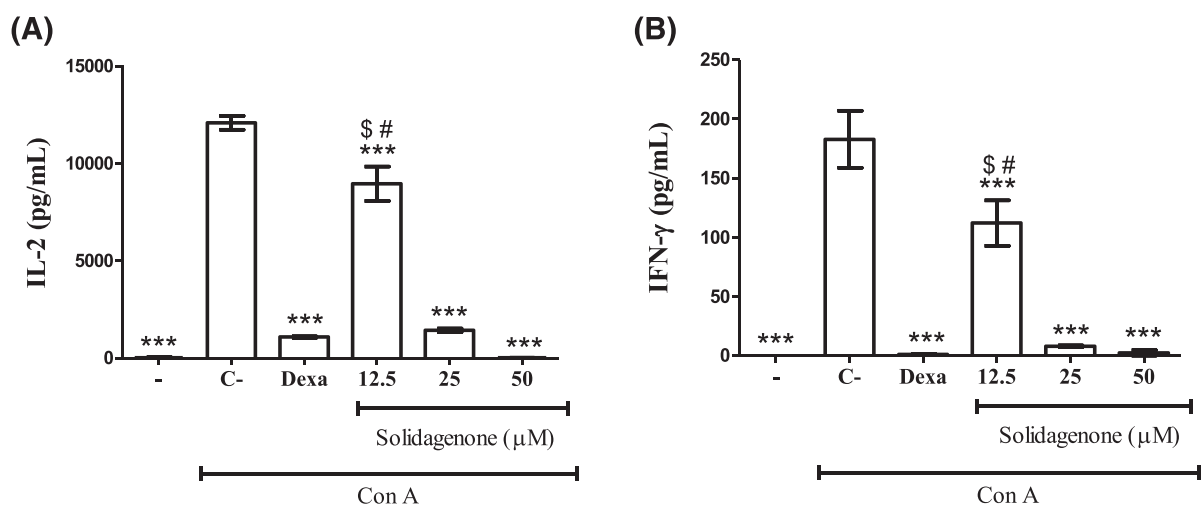 (A)
IL-2 (pg/mL)
15000
10000
5000
0
***
***
$ #
***
***
***
- C- Dexa 12.5 25 50
Solidagenone (μM)
Con A
(B)
IFN-γ (pg/mL)
250
200
150
100
50
0
***
***
$ #
***
***
***
- C- Dexa 12.5 25 50
Solidagenone (μM)
Con A